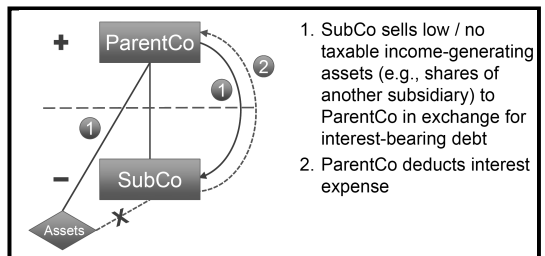 +
ParentCo
2
1
1
−
SubCo
Assets
X
1. SubCo sells low / no
taxable income-generating
assets (e.g., shares of
another subsidiary) to
ParentCo in exchange for
interest-bearing debt
2. ParentCo deducts interest
expense